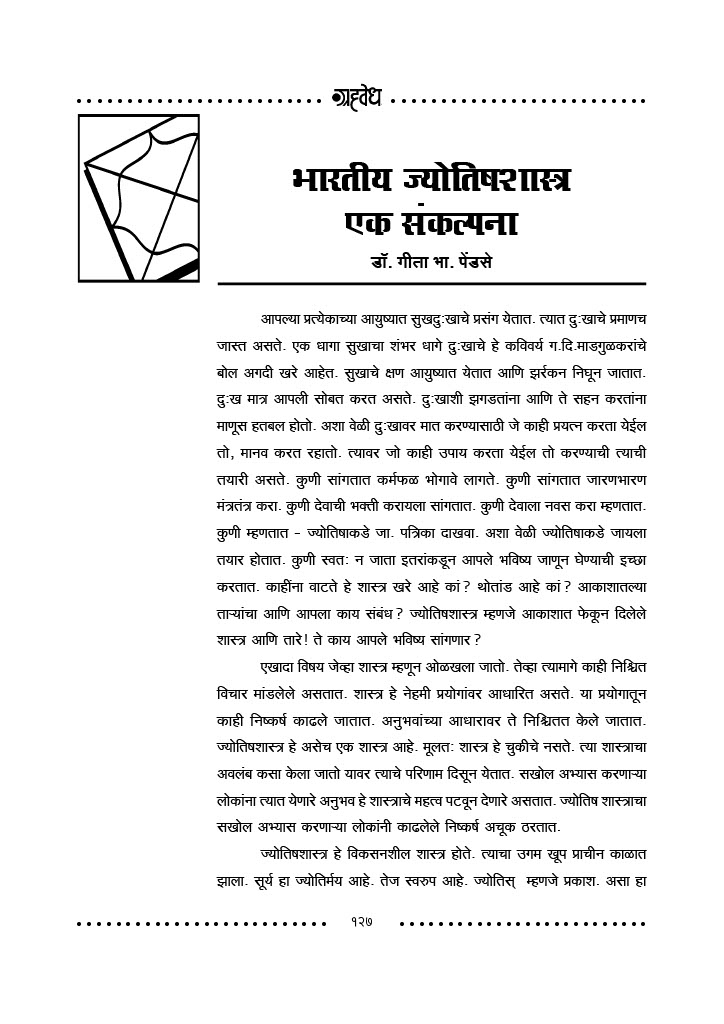 ग्रहवेध
भारतीय ज्योतिषशास्त्र
-
एक संकल्पना
डॉ. गीता भा. पेंडसे
आपल्या प्रत्येकाच्या आयुष्यात सुखदु:खाचे प्रसंग येतात. त्यात दु:खाचे प्रमाणच
जास्त असते. एक धागा सुखाचा शंभर धागे दु:खाचे हे कविवर्य ग.दि.माडगुळकरांचे
बोल अगदी खरे आहेत. सुखाचे क्षण आयुष्यात येतात आणि झर्रकन निघून जातात.
दु:ख मात्र आपली सोबत करत असते. दु:खाशी झगडतांना आणि ते सहन करतांना
माणूस हतबल होतो. अशा वेळी दु:खावर मात करण्यासाठी जे काही प्रयत्न करता येईल
तो, मानव करत रहातो. त्यावर जो काही उपाय करता येईल तो करण्याची त्याची
तयारी असते. कुणी सांगतात कर्मफळ भोगावे लागते. कुणी सांगतात जारणभारण
मंत्रतंत्र करा. कुणी देवाची भक्ती करायला सांगतात. कुणी देवाला नवस करा म्हणतात.
कुणी म्हणतात - ज्योतिषाकडे जा. पत्रिका दाखवा. अशा वेळी ज्योतिषाकडे जायला
तयार होतात. कुणी स्वत: न जाता इतरांकडून आपले भविष्य जाणून घेण्याची इच्छा
करतात. काहींना वाटते हे शास्त्र खरे आहे कां? थोतांड आहे कां? आकाशातल्या
ताऱ्यांचा आणि आपला काय संबंध? ज्योतिषशास्त्र म्हणजे आकाशात फेकून दिलेले
शास्त्र आणि तारे! ते काय आपले भविष्य सांगणार?
एखादा विषय जेव्हा शास्त्र म्हणून ओळखला जातो. तेव्हा त्यामागे काही निश्चित
विचार मांडलेले असतात. शास्त्र हे नेहमी प्रयोगांवर आधारित असते. या प्रयोगातून
काही निष्कर्ष काढले जातात. अनुभवांच्या आधारावर ते निश्चितत केले जातात.
ज्योतिषशास्त्र हे असेच एक शास्त्र आहे. मूलत: शास्त्र हे चुकीचे नसते. त्या शास्त्राचा
अवलंब कसा केला जातो यावर त्याचे परिणाम दिसून येतात. सखोल अभ्यास करणाऱ्या
लोकांना त्यात येणारे अनुभव हे शास्त्राचे महत्व पटवून देणारे असतात. ज्योतिष शास्त्राचा
सखोल अभ्यास करणाऱ्या लोकांनी काढलेले निष्कर्ष अचूक ठरतात.
ज्योतिषशास्त्र हे विकसनशील शास्त्र होते. त्याचा उगम खूप प्राचीन काळात
झाला. सूर्य हा ज्योतिर्मय आहे. तेज स्वरुप आहे. ज्योतिस् म्हणजे प्रकाश. असा हा
१२७